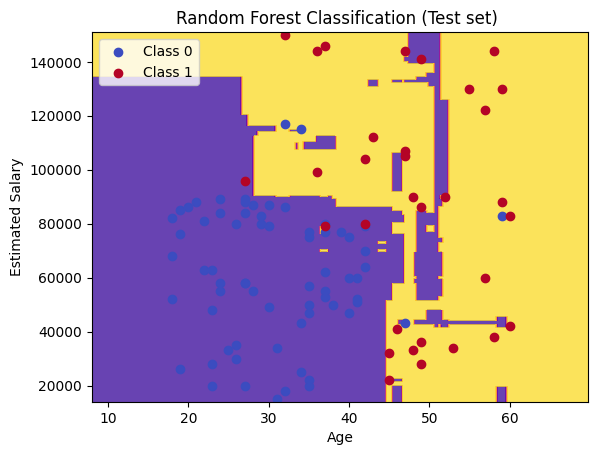 Random Forest Classification (Test set)
Class 0
Class 1
140000
120000
100000
80000
60000
40000
20000
Estimated Salary
10
20
30
40
50
60
Age